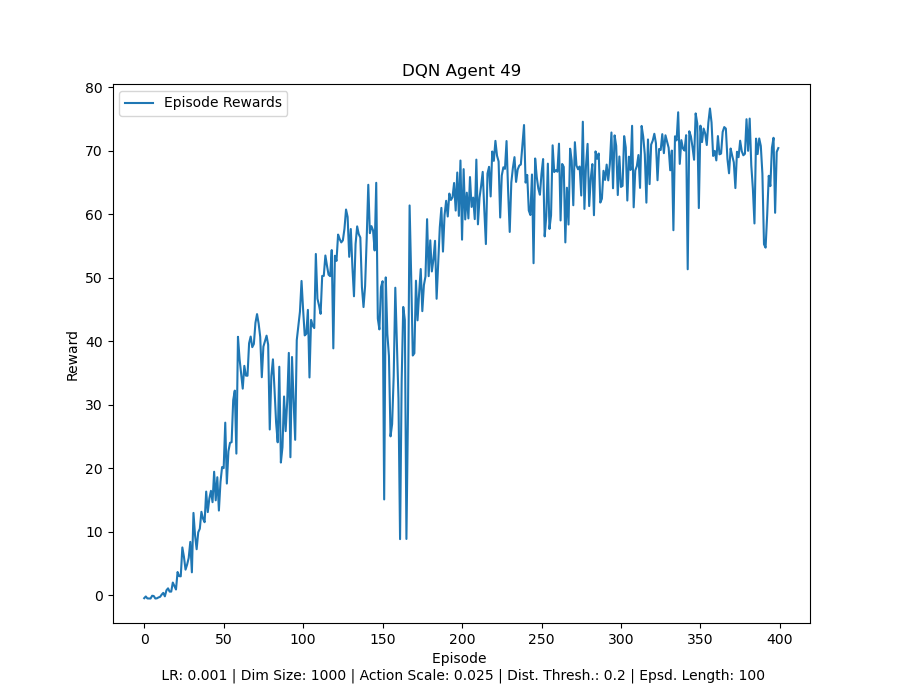 DQN Agent 49
Episode Rewards
80
70
60
50
40
30
20
10
0
Reward
0 50 100 150 200 250 300 350 400
Episode
LR: 0.001 | Dim Size: 1000 | Action Scale: 0.025 | Dist. Thresh.: 0.2 | Epsd. Length: 100